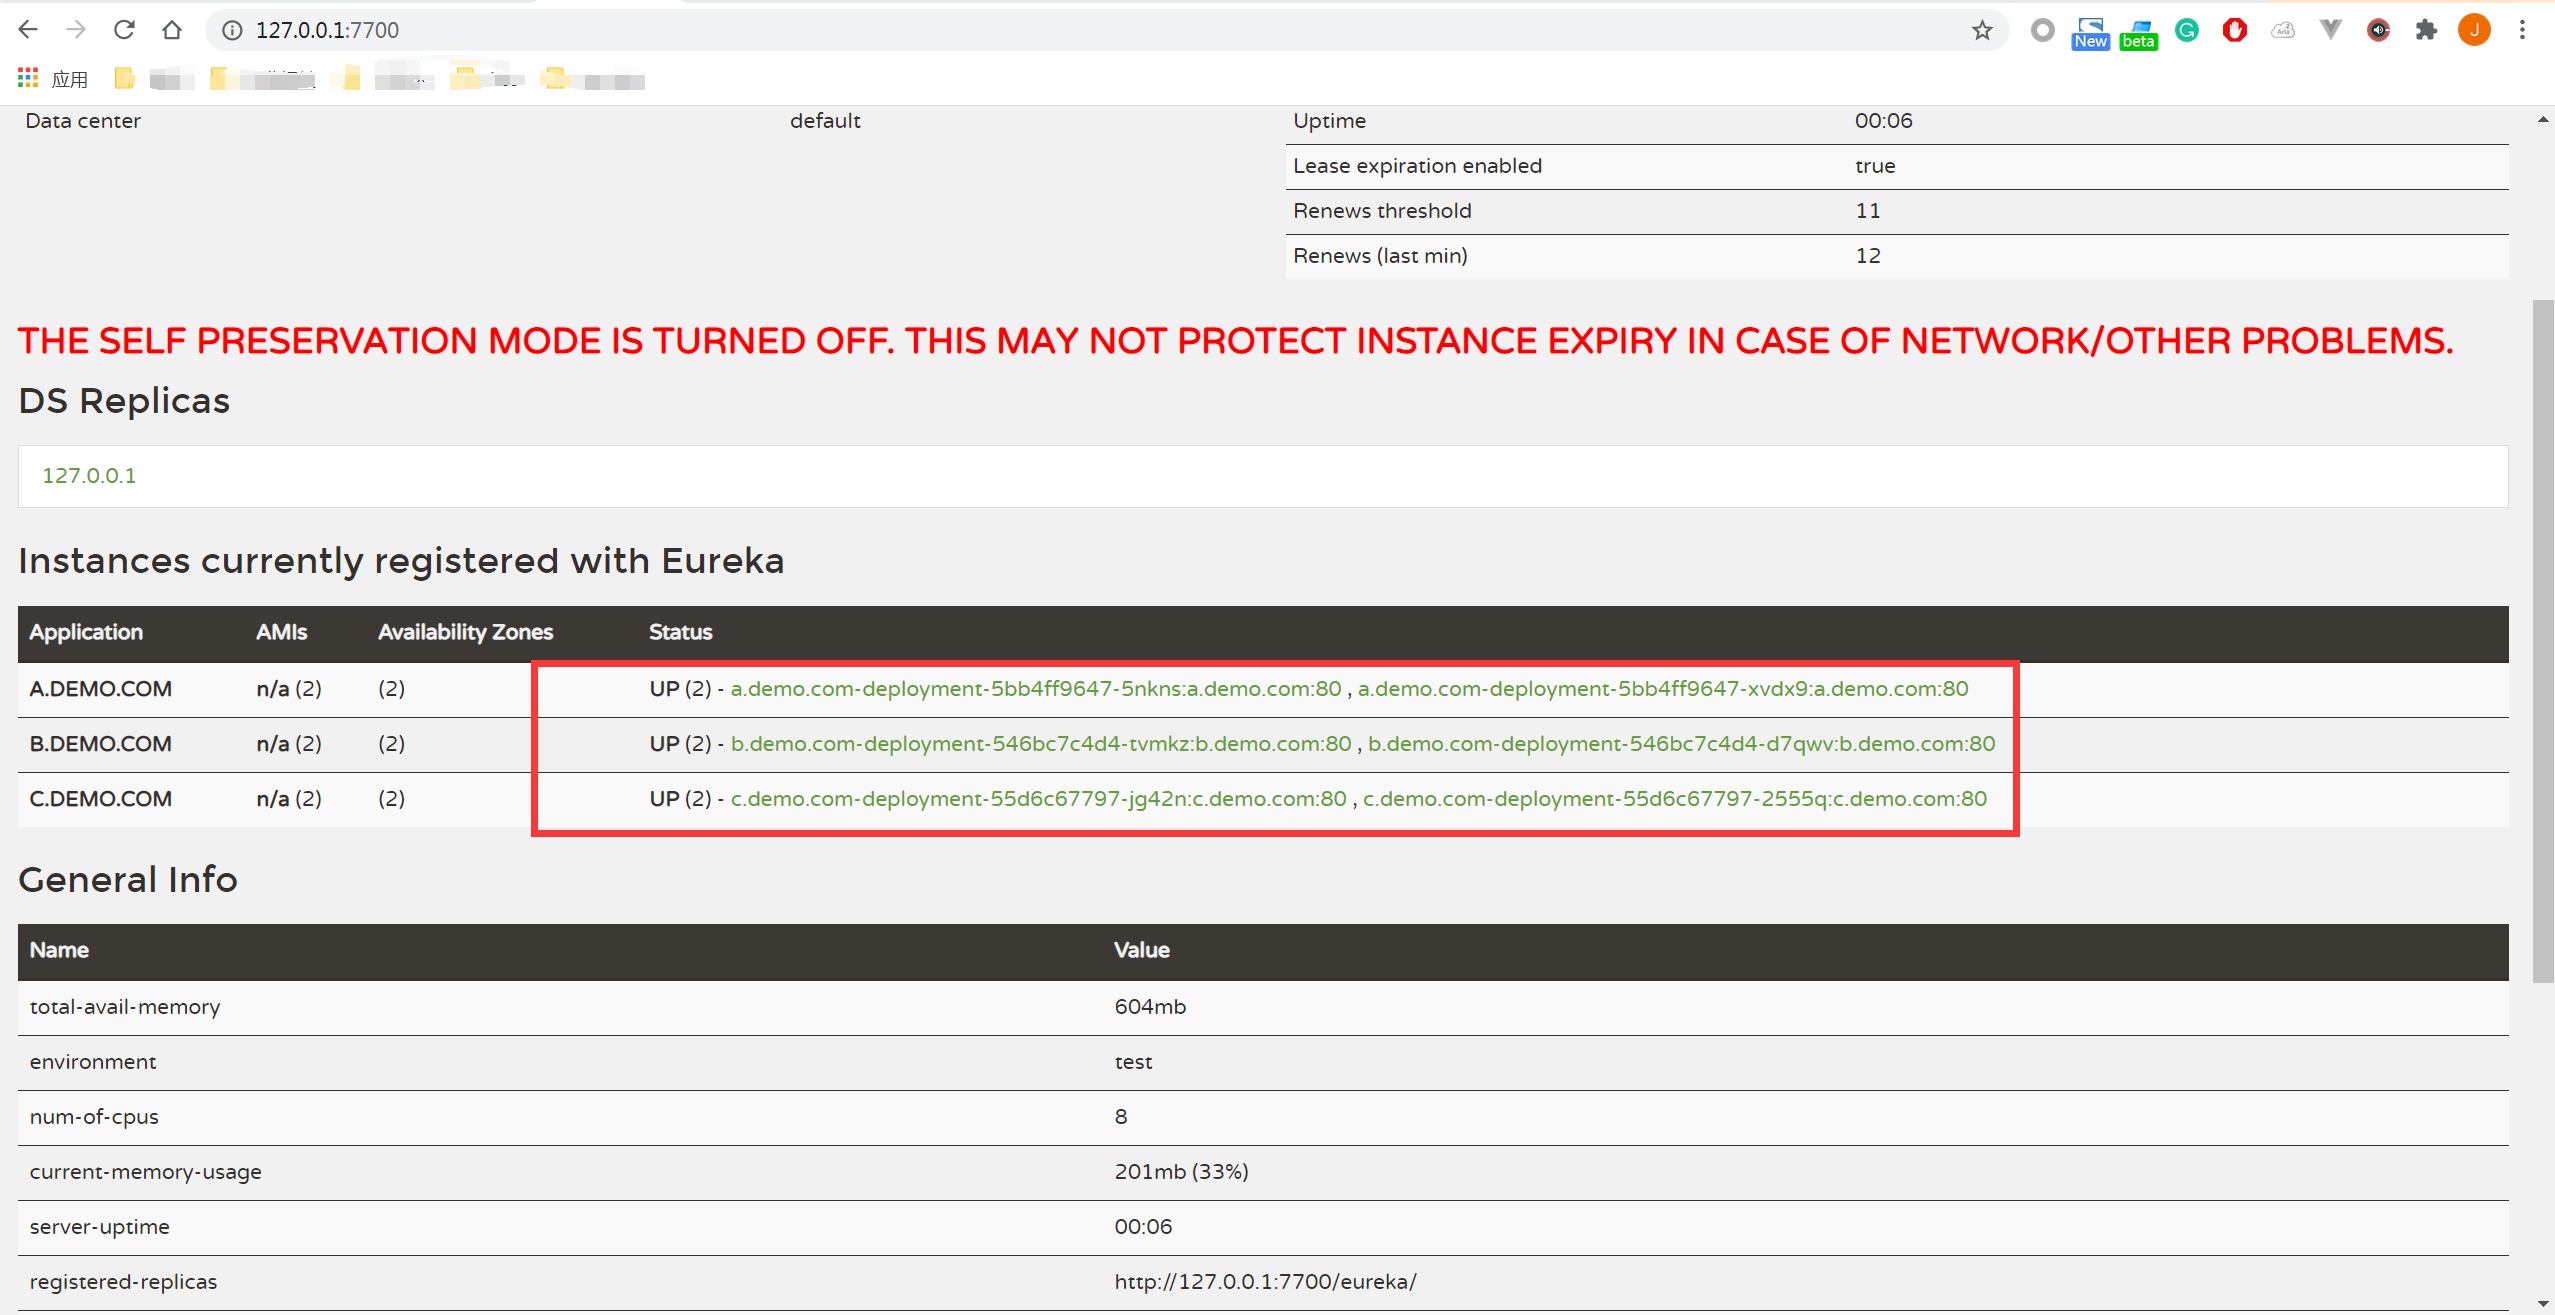 127.0.0.1:7700
New
beta
Aria2
J
应用
Data center default Uptime 00:06
Lease expiration enabled true
Renews threshold 11
Renews (last min) 12
THE SELF PRESERVATION MODE IS TURNED OFF. THIS MAY NOT PROTECT INSTANCE EXPIRY IN CASE OF NETWORK/OTHER PROBLEMS.
DS Replicas
127.0.0.1
Instances currently registered with Eureka
Application AMIs Availability Zones Status
A.DEMO.COM n/a (2) (2) UP (2) - a.demo.com-deployment-5bb4ff9647-5nkns:a.demo.com:80 , a.demo.com-deployment-5bb4ff9647-xvdx9:a.demo.com:80
B.DEMO.COM n/a (2) (2) UP (2) - b.demo.com-deployment-546bc7c4d4-tvmkz:b.demo.com:80 , b.demo.com-deployment-546bc7c4d4-d7qwv:b.demo.com:80
C.DEMO.COM n/a (2) (2) UP (2) - c.demo.com-deployment-55d6c67797-jg42n:c.demo.com:80 , c.demo.com-deployment-55d6c67797-2555q:c.demo.com:80
General Info
Name Value
total-avail-memory 604mb
environment test
num-of-cpus 8
current-memory-usage 201mb (33%)
server-uptime 00:06
registered-replicas http://127.0.0.1:7700/eureka/